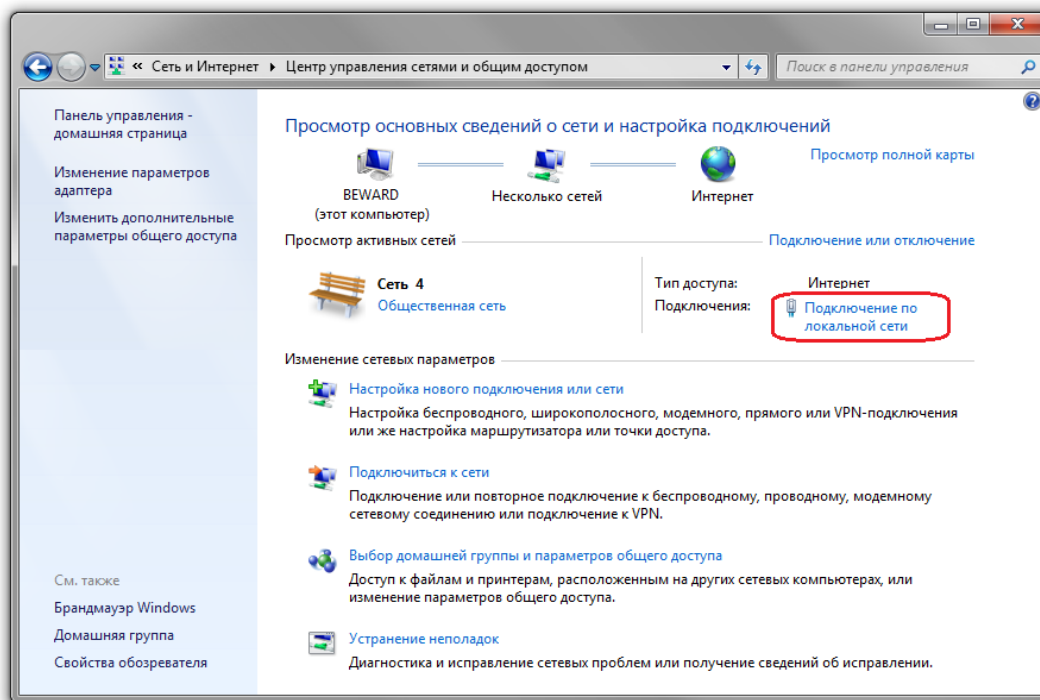 « Сеть и Интернет ▸ Центр управления сетями и общим доступом
Поиск в панели управления
Панель управления -
домашняя страница
Изменение параметров
адаптера
Изменить дополнительные
параметры общего доступа
См. также
Брандмауэр Windows
Домашняя группа
Свойства обозревателя
Просмотр основных сведений о сети и настройка подключений
Просмотр полной карты
BEWARD
(этот компьютер)
Несколько сетей
Интернет
Просмотр активных сетей
Подключение или отключение
Сеть 4
Общественная сеть
Тип доступа: Интернет
Подключения: Подключение по
локальной сети
Изменение сетевых параметров
Настройка нового подключения или сети
Настройка беспроводного, широкополосного, модемного, прямого или VPN-подключения
или же настройка маршрутизатора или точки доступа.
Подключиться к сети
Подключение или повторное подключение к беспроводному, проводному, модемному
сетевому соединению или подключение к VPN.
Выбор домашней группы и параметров общего доступа
Доступ к файлам и принтерам, расположенным на других сетевых компьютерах, или
изменение параметров общего доступа.
Устранение неполадок
Диагностика и исправление сетевых проблем или получение сведений об исправлении.